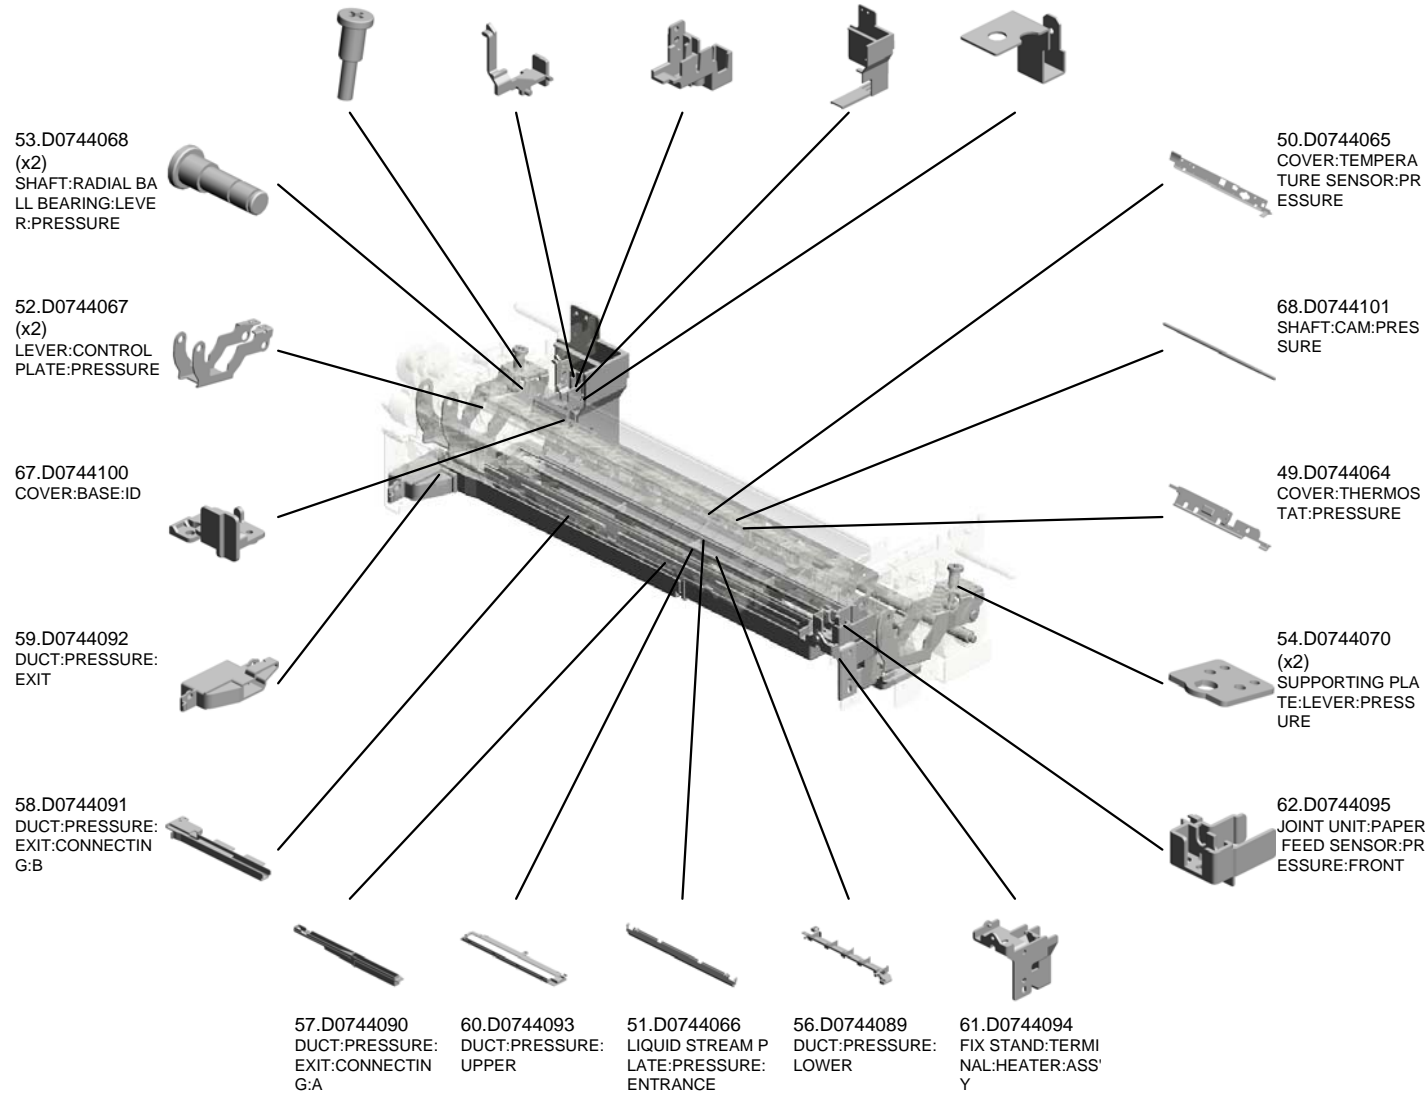 53.D0744068
(x2)
SHAFT:RADIAL BA
LL BEARING:LEVE
R:PRESSURE
50.D0744065
COVER:TEMPERA
TURE SENSOR:PR
ESSURE
52.D0744067
(x2)
LEVER:CONTROL
PLATE:PRESSURE
68.D0744101
SHAFT:CAM:PRES
SURE
67.D0744100
COVER:BASE:ID
49.D0744064
COVER:THERMOS
TAT:PRESSURE
59.D0744092
DUCT:PRESSURE:
EXIT
54.D0744070
(x2)
SUPPORTING PLA
TE:LEVER:PRESS
URE
58.D0744091
DUCT:PRESSURE:
EXIT:CONNECTIN
G:B
62.D0744095
JOINT UNIT:PAPER
FEED SENSOR:PR
ESSURE:FRONT
57.D0744090
DUCT:PRESSURE:
EXIT:CONNECTIN
G:A
60.D0744093
DUCT:PRESSURE:
UPPER
51.D0744066
LIQUID STREAM P
LATE:PRESSURE:
ENTRANCE
56.D0744089
DUCT:PRESSURE:
LOWER
61.D0744094
FIX STAND:TERMI
NAL:HEATER:ASS'
Y